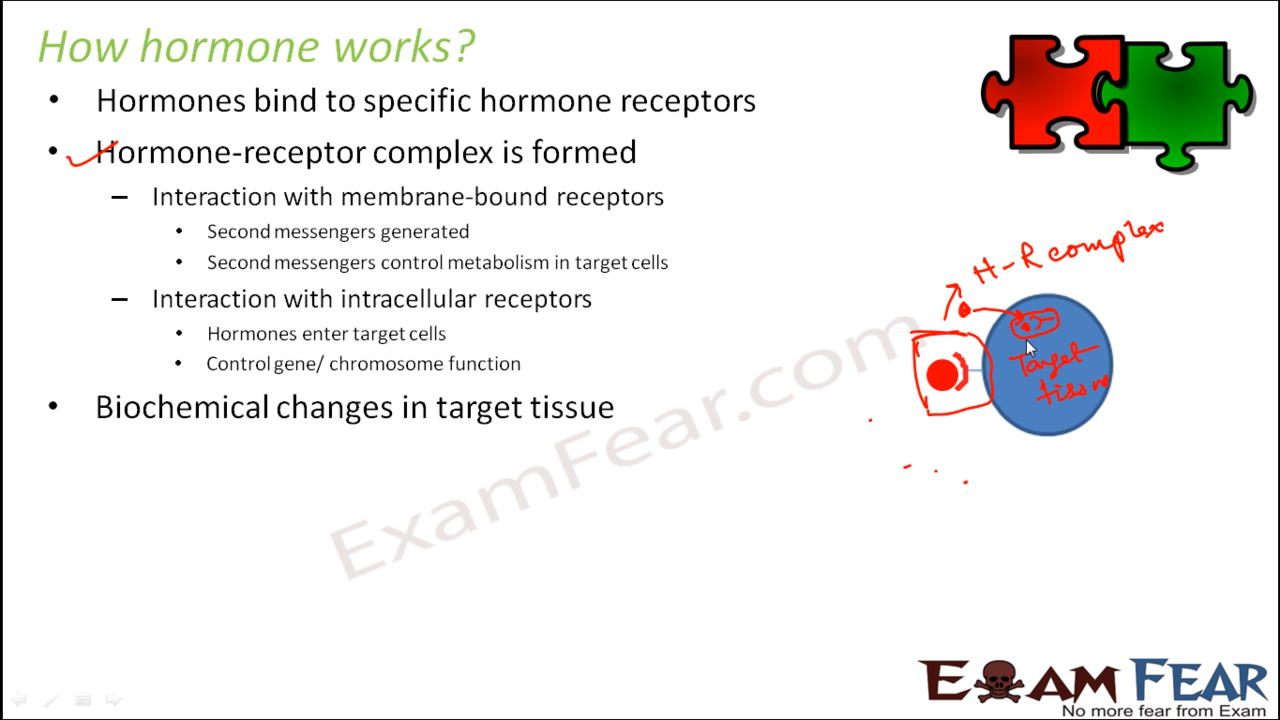 How hormone works?
• Hormones bind to specific hormone receptors
• Hormone-receptor complex is formed
– Interaction with membrane-bound receptors
• Second messengers generated
• Second messengers control metabolism in target cells
– Interaction with intracellular receptors
• Hormones enter target cells
• Control gene/ chromosome function
• Biochemical changes in target tissue
H-R complex
Target
tissue
ExamFear.com
EXAM FEAR
No more fear from Exam